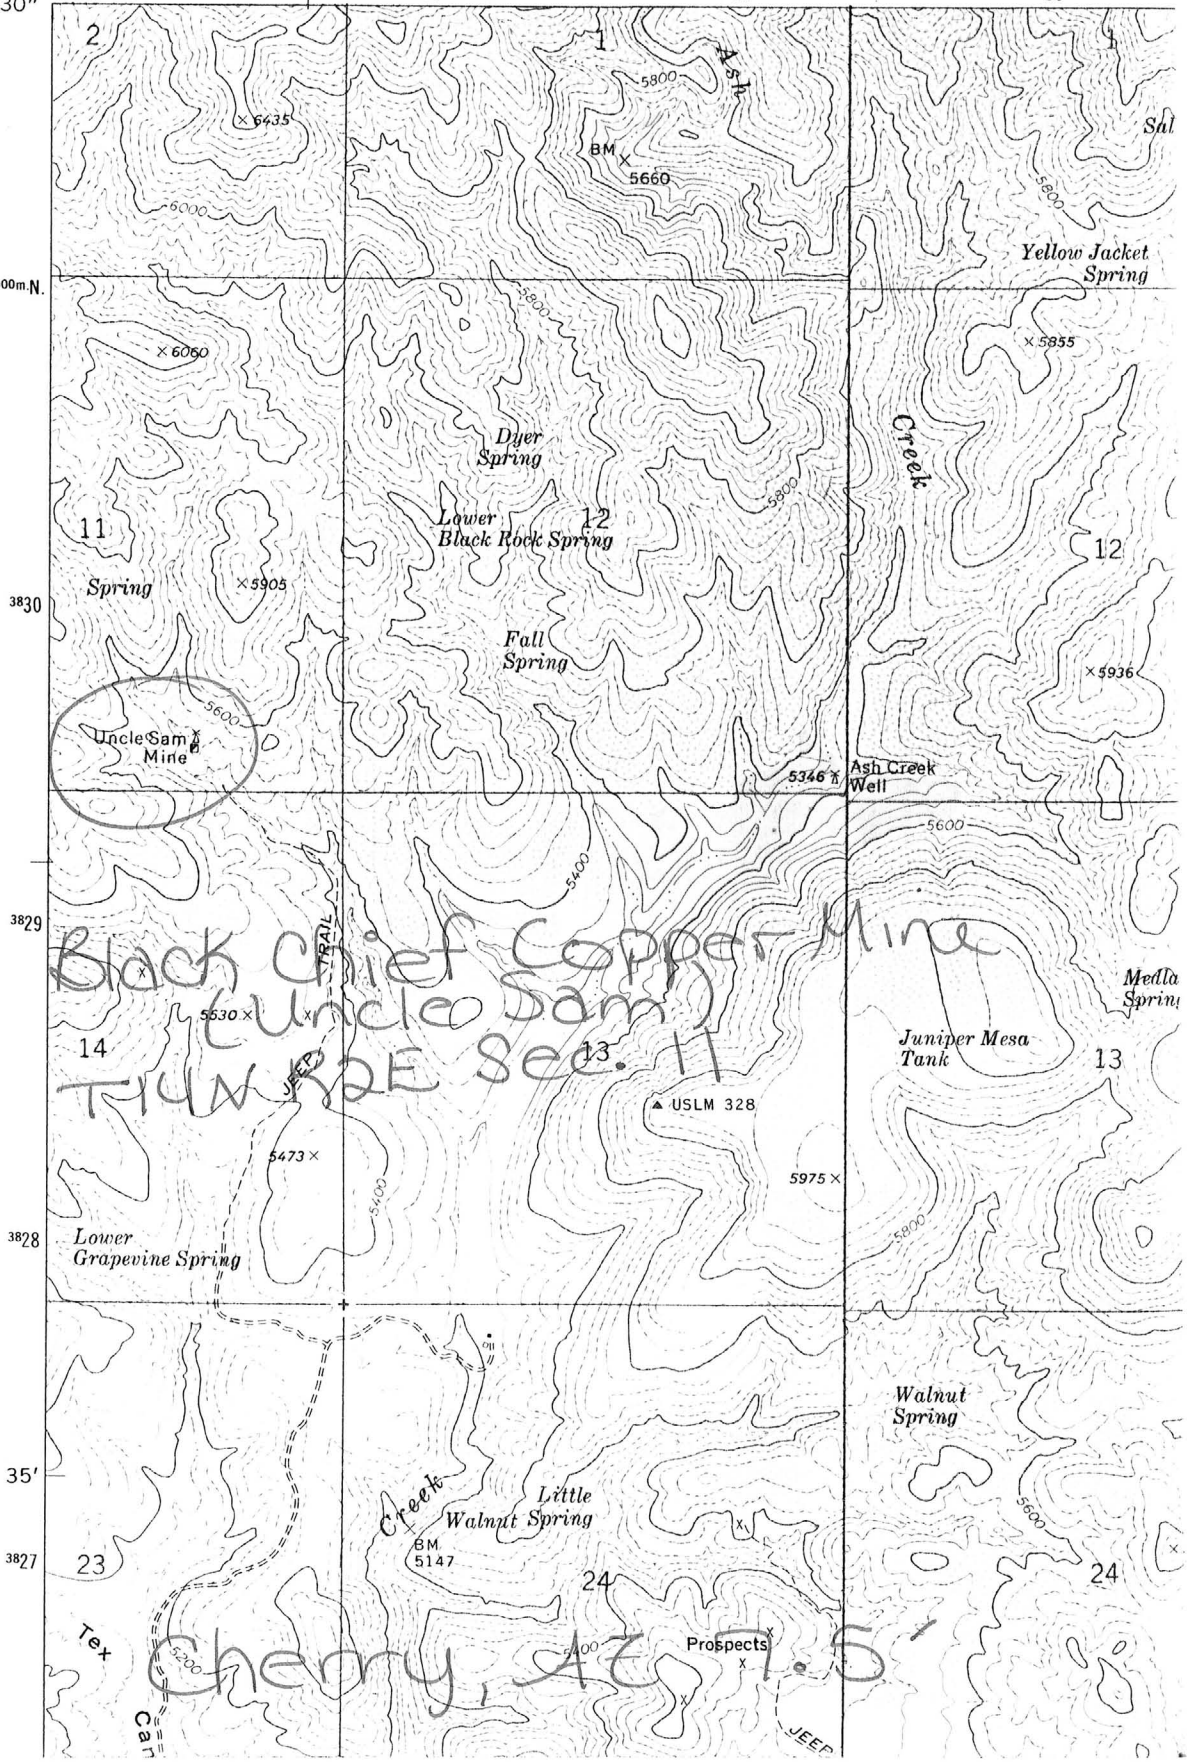 30"
2
1
Ash
1
5800
6435
Sal
BM
5660
5800
6000
Yellow Jacket
Spring
00m.N.
5800
6060
5855
Dyer
Spring
Creek
5800
11
Lower
Black Rock Spring
12
12
Spring
5905
3830
Fall
Spring
5936
5600
Uncle Sam
Mine
5346
Ash Creek
Well
5600
5400
3829
TRAIL
Black Chief Copper Mine
(Uncle Sam)
T14N R2E Sec. 11
Medla
Spring
5530
14
JEEP
13
Juniper Mesa
Tank
13
USLM 328
5473
5975
5400
5800
3828
Lower
Grapevine Spring
Walnut
Spring
35'
Creek
Little
Walnut Spring
5600
BM
5147
3827
23
24
24
Tex
Can
5200
Cherry, AZ 7.5'
5400
Prospects
JEEP